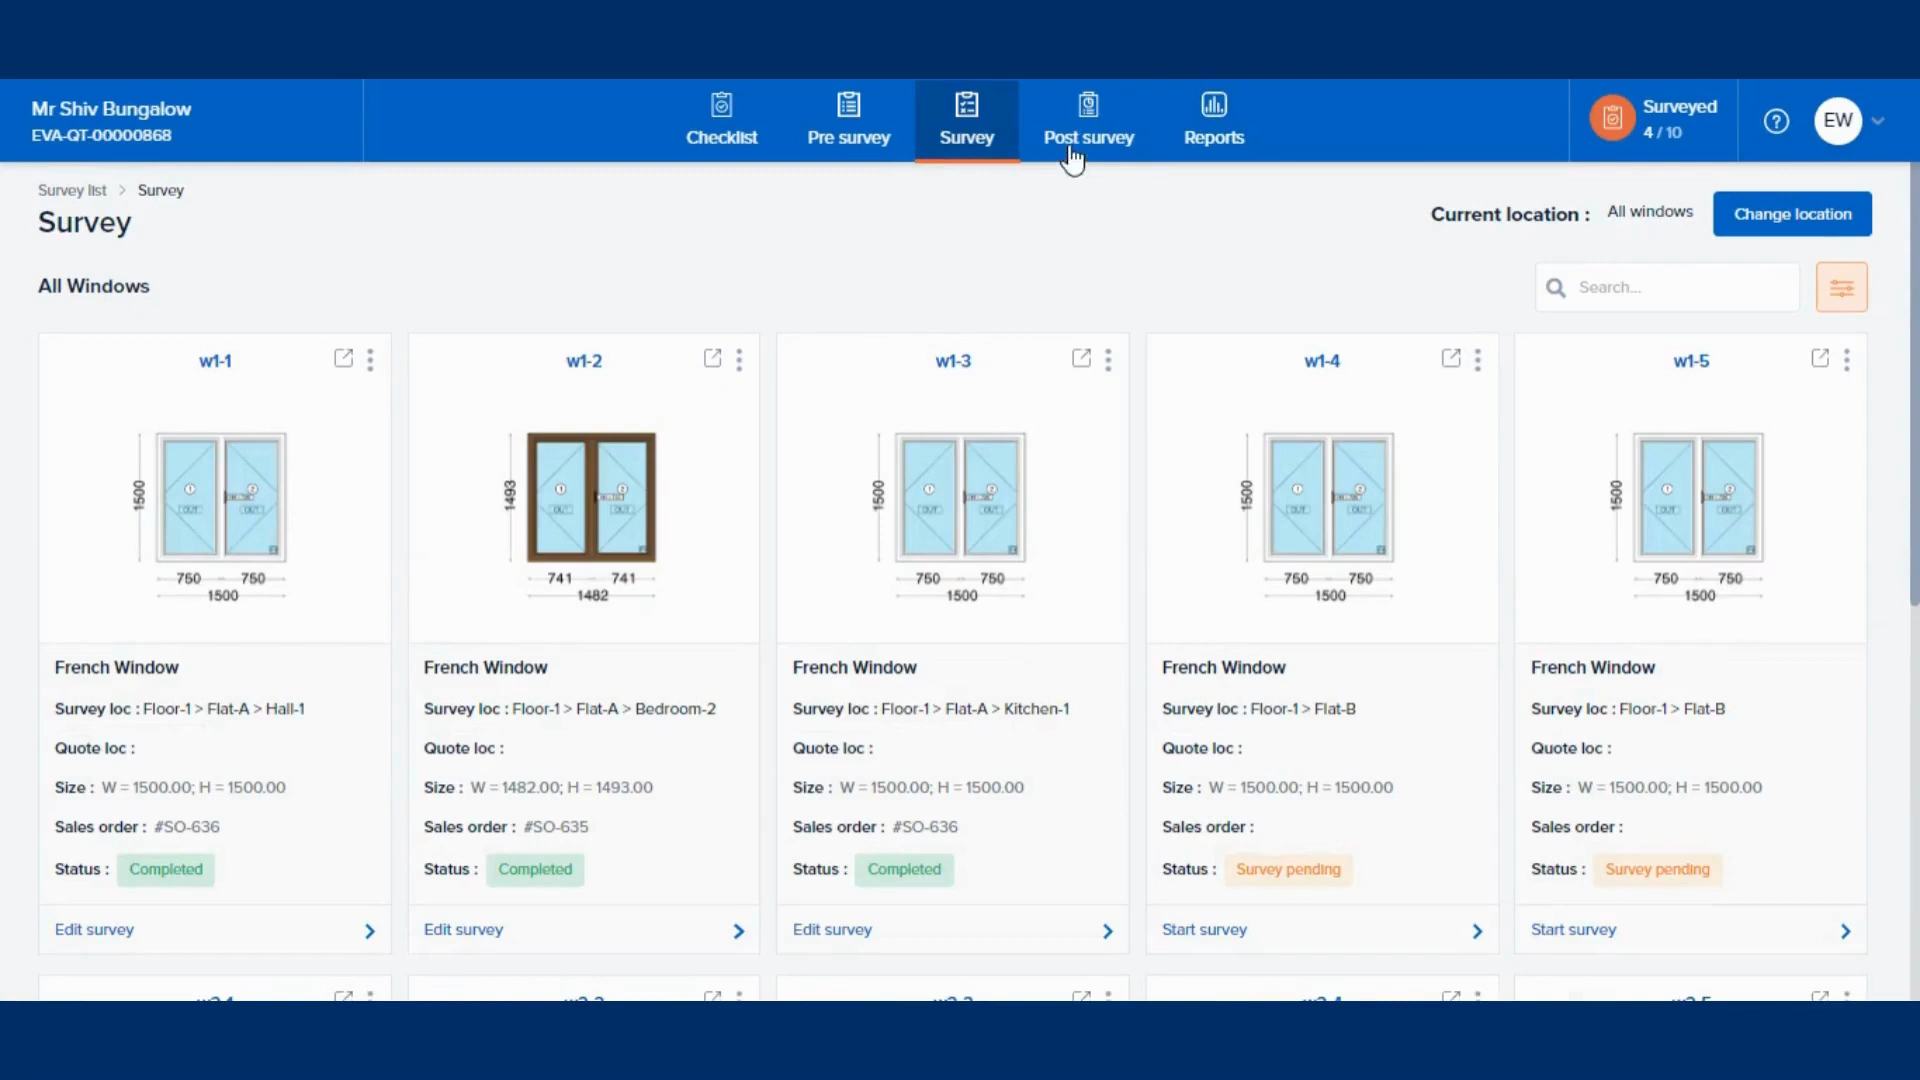 Mr Shiv Bungalow
EVA-QT-00000868
Checklist
Pre survey
Survey
Post survey
Reports
Surveyed
4 / 10
EW
Survey list > Survey
Survey
Current location : All windows
Change location
All Windows
Search...
w1-1
1500
750 750
1500
French Window
Survey loc : Floor-1 > Flat-A > Hall-1
Quote loc :
Size : W = 1500.00; H = 1500.00
Sales order : #SO-636
Status : Completed
Edit survey
w1-2
1493
741 741
1482
French Window
Survey loc : Floor-1 > Flat-A > Bedroom-2
Quote loc :
Size : W = 1482.00; H = 1493.00
Sales order : #SO-635
Status : Completed
Edit survey
w1-3
1500
750 750
1500
French Window
Survey loc : Floor-1 > Flat-A > Kitchen-1
Quote loc :
Size : W = 1500.00; H = 1500.00
Sales order : #SO-636
Status : Completed
Edit survey
w1-4
1500
750 750
1500
French Window
Survey loc : Floor-1 > Flat-B
Quote loc :
Size : W = 1500.00; H = 1500.00
Sales order :
Status : Survey pending
Start survey
w1-5
1500
750 750
1500
French Window
Survey loc : Floor-1 > Flat-B
Quote loc :
Size : W = 1500.00; H = 1500.00
Sales order :
Status : Survey pending
Start survey